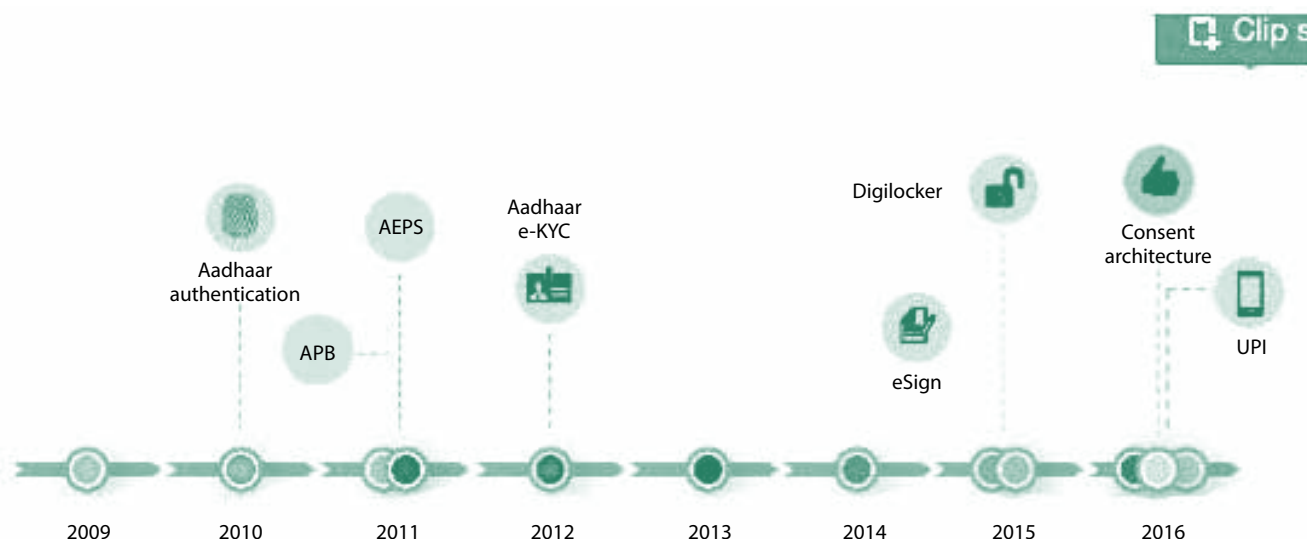 Clip s
Digilocker
Aadhaar
e-KYC
AEPS
Consent
architecture
Aadhaar
authentication
APB
UPI
eSign
2009
2010
2011
2012
2013
2014
2015
2016